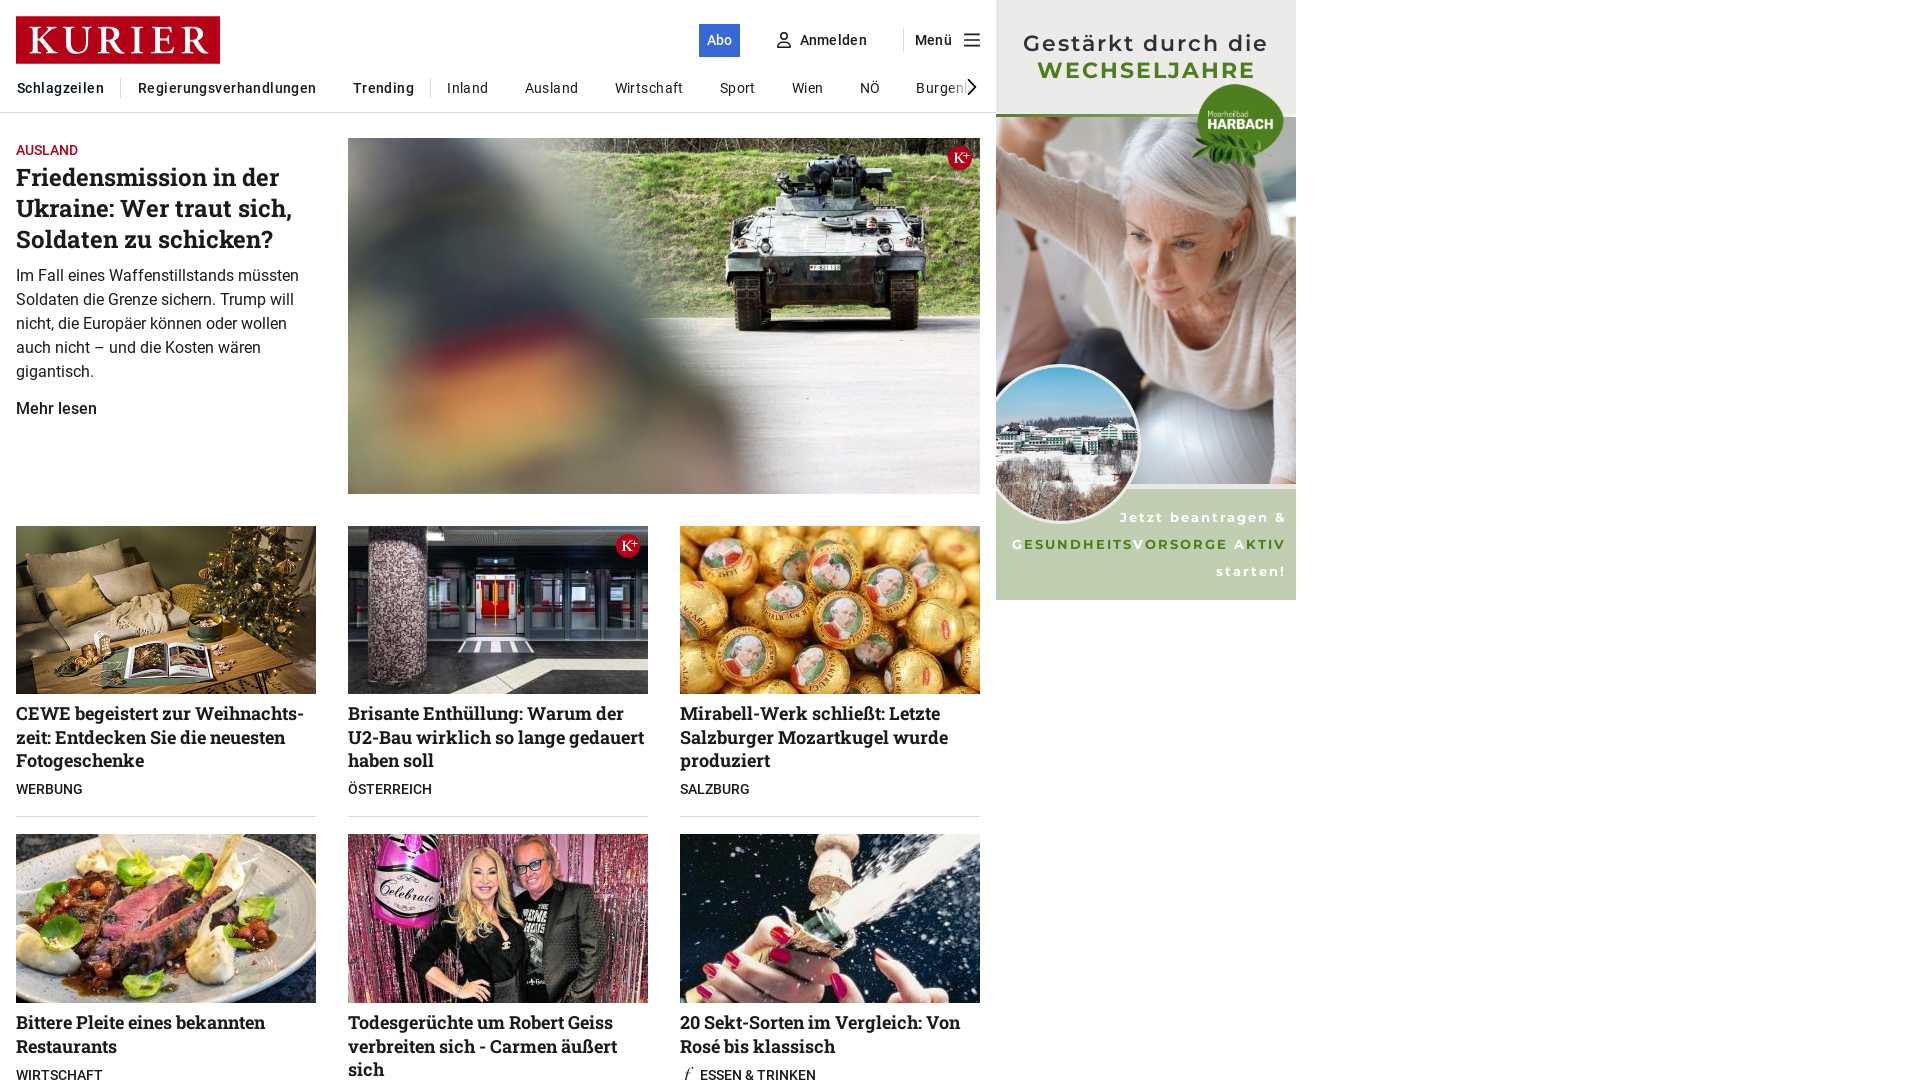 KURIER
Abo
Anmelden
Menü
Schlagzeilen
Regierungsverhandlungen
Trending
Inland
Ausland
Wirtschaft
Sport
Wien
NÖ
AUSLAND
Friedensmission in der
Ukraine: Wer traut sich,
Soldaten zu schicken?
Im Fall eines Waffenstillstands müssten
Soldaten die Grenze sichern. Trump will
nicht, die Europäer können oder wollen
auch nicht – und die Kosten wären
gigantisch.
Mehr lesen
K+
Gestärkt durch die
WECHSELJAHRE
Moorheilbad
HARBACH
Jetzt beantragen &
GESUNDHEITSVORSORGE AKTIV
starten!
CEWE begeistert zur Weihnachts-
zeit: Entdecken Sie die neuesten
Fotogeschenke
WERBUNG
K+
Brisante Enthüllung: Warum der
U2-Bau wirklich so lange gedauert
haben soll
ÖSTERREICH
Mirabell-Werk schließt: Letzte
Salzburger Mozartkugel wurde
produziert
SALZBURG
Bittere Pleite eines bekannten
Restaurants
WIRTSCHAFT
Celebrate
Todesgerüchte um Robert Geiss
verbreiten sich - Carmen äußert
sich
20 Sekt-Sorten im Vergleich: Von
Rosé bis klassisch
f ESSEN & TRINKEN